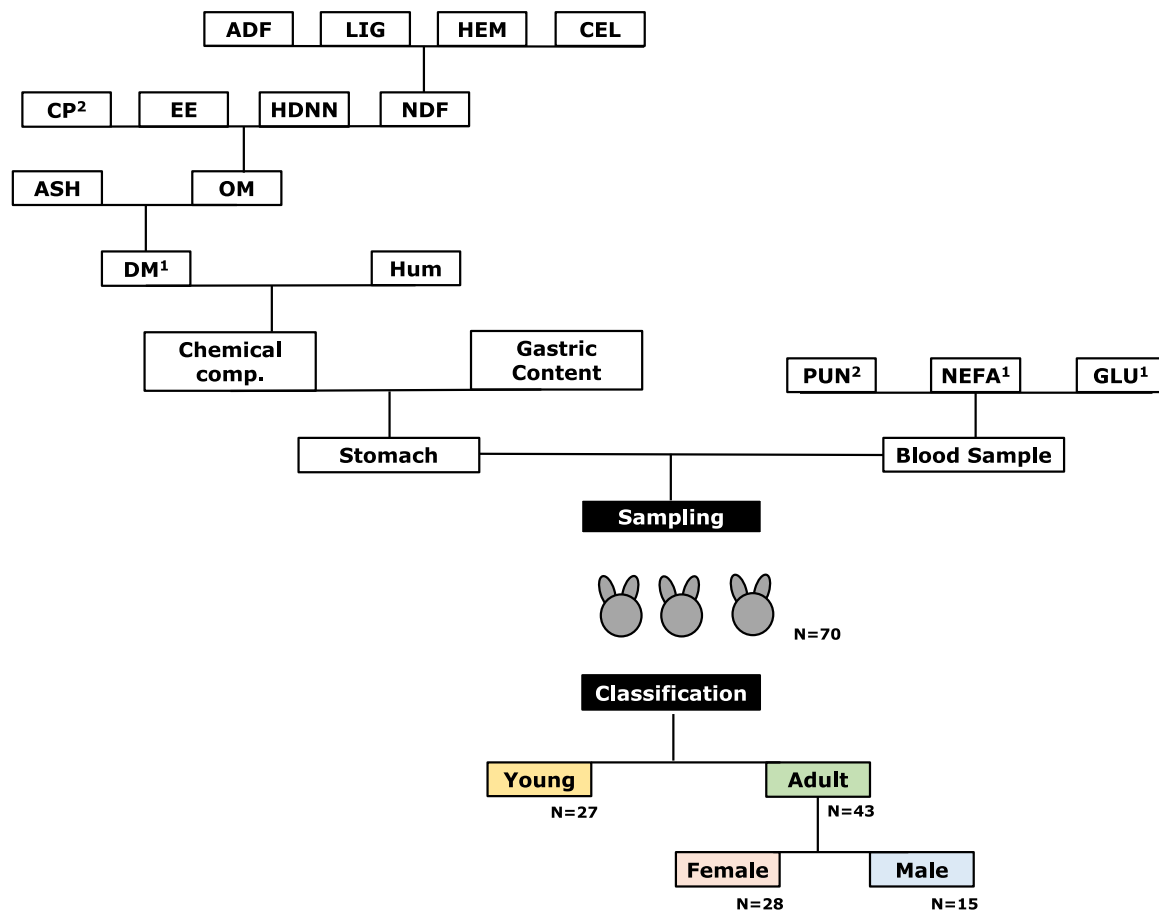 ADF LIG HEM CEL
CP² EE HDNN NDF
ASH OM
DM¹ Hum
Chemical comp.
Gastric Content
PUN² NEFA¹ GLU¹
Stomach
Blood Sample
Sampling
N=70
Classification
Young
Adult
N=27
N=43
Female
Male
N=28
N=15